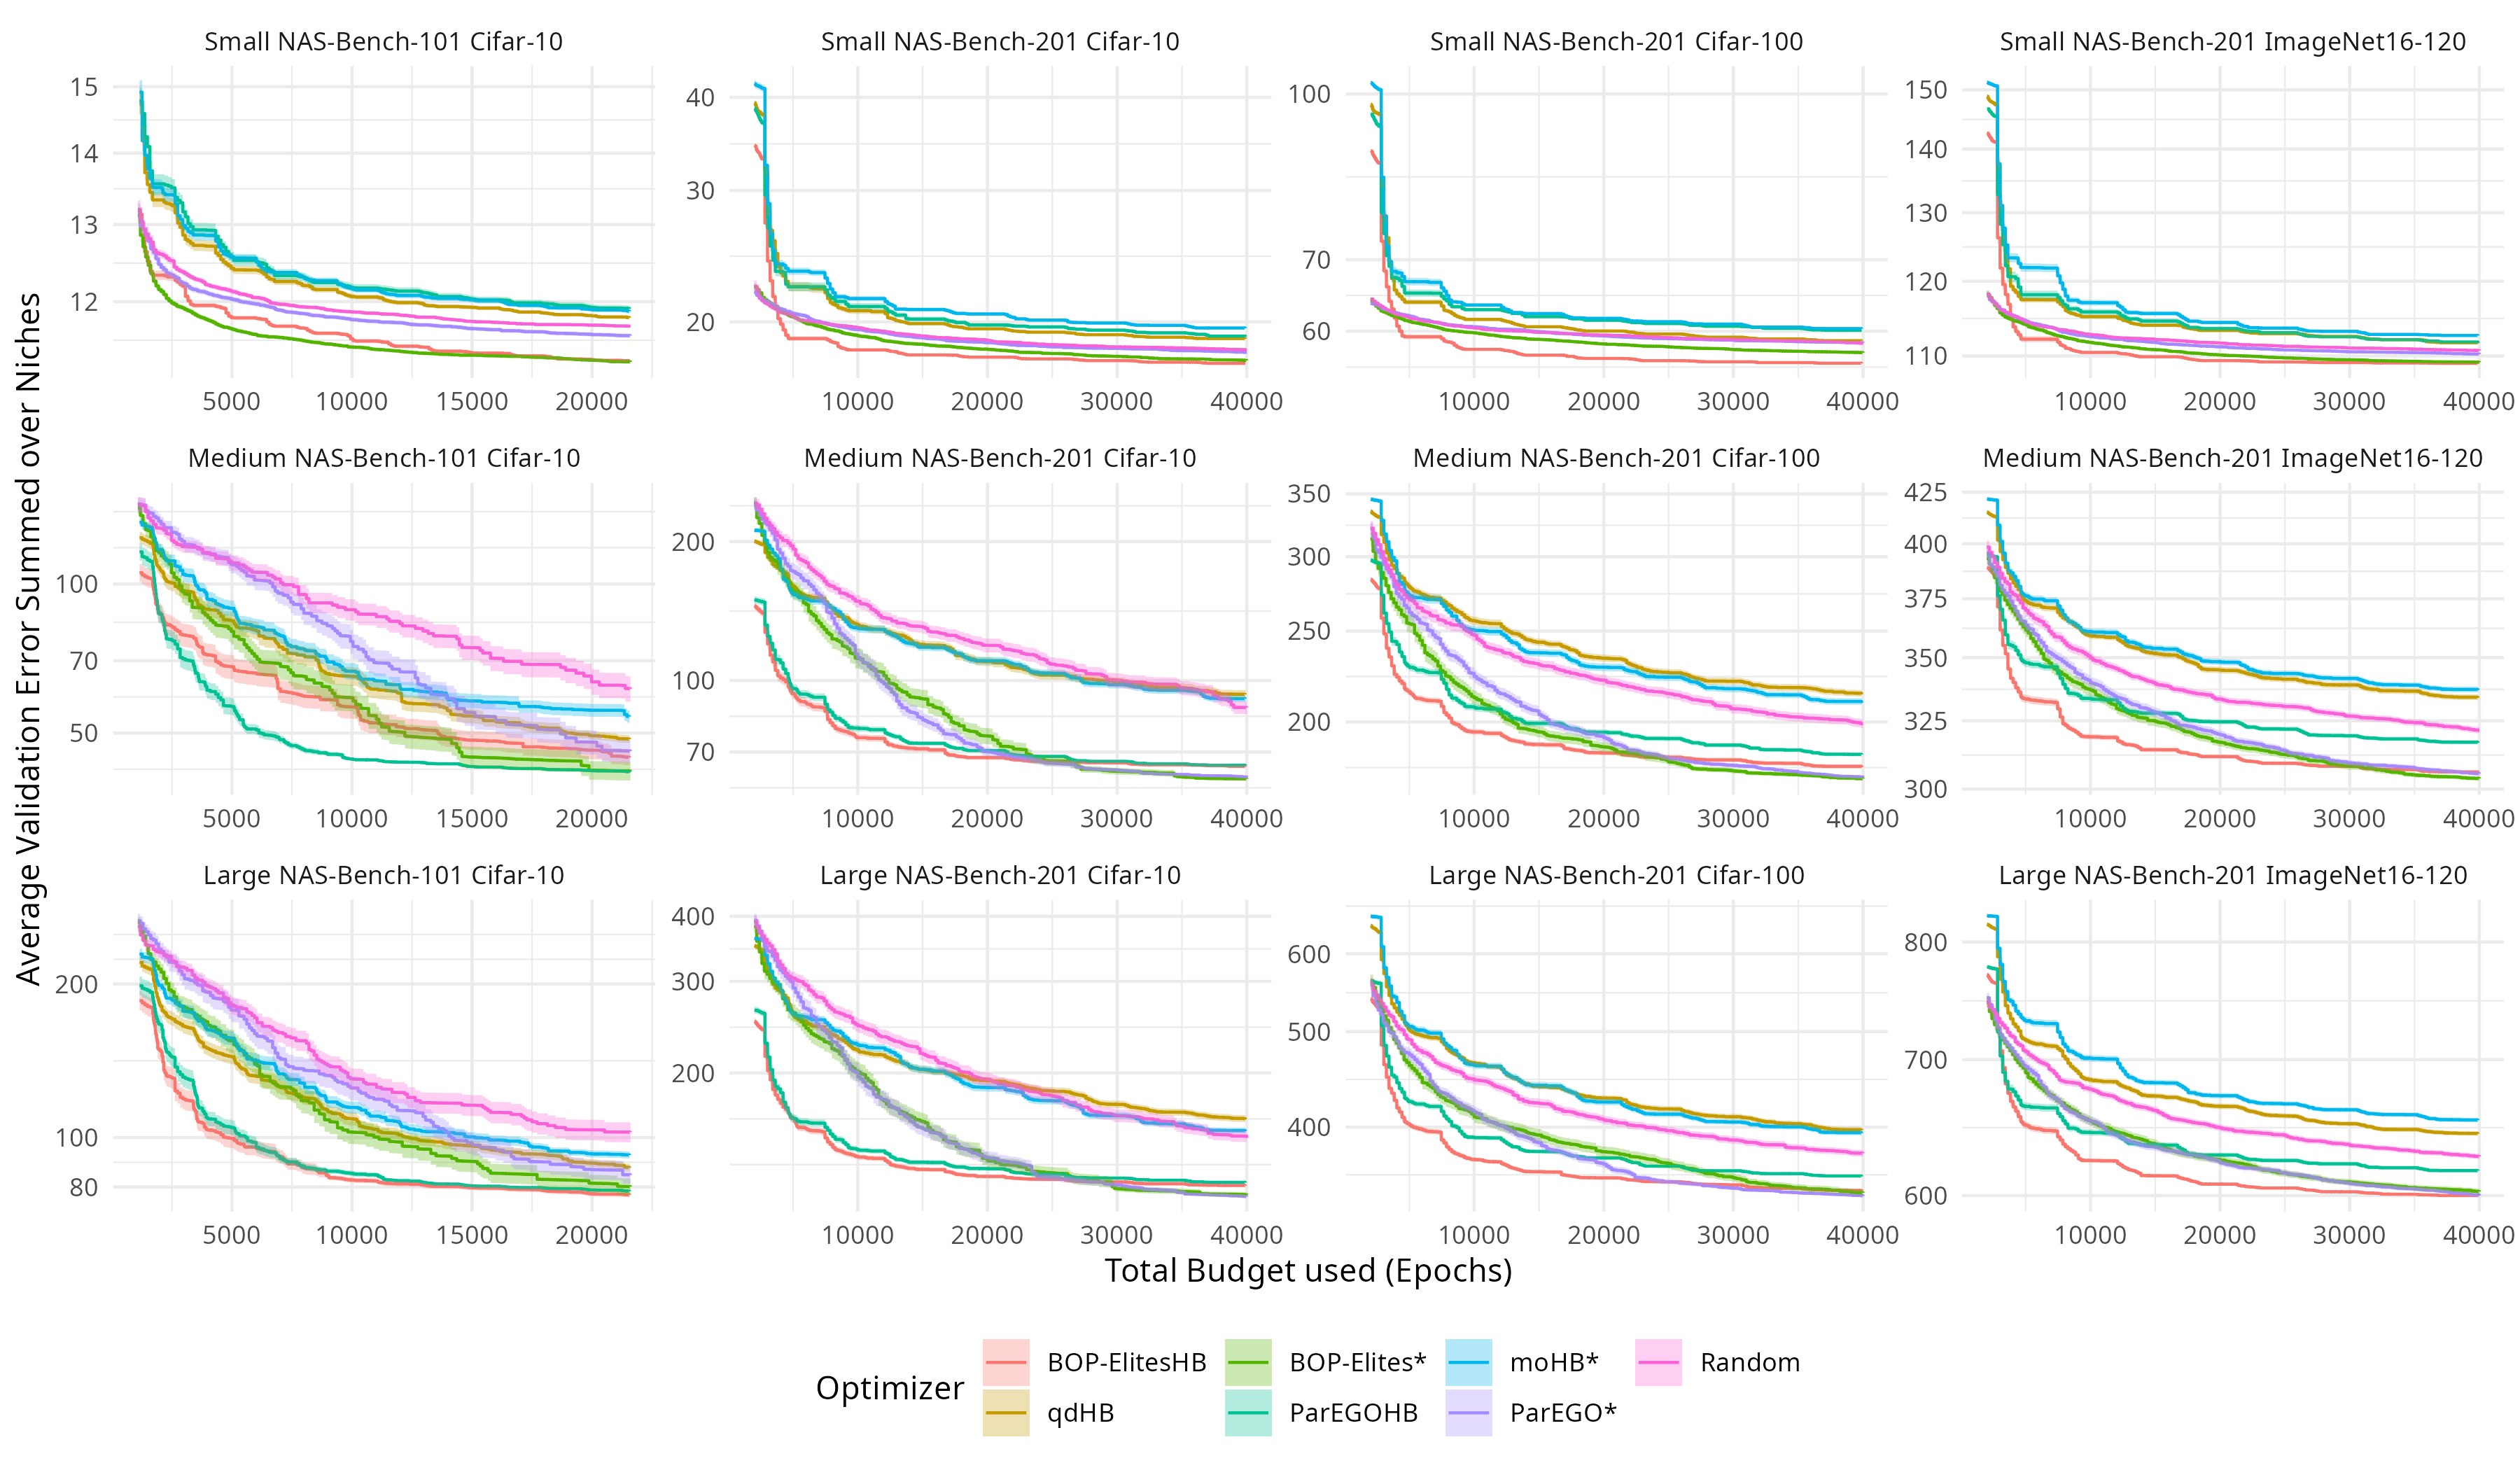 Small NAS-Bench-101 Cifar-10
Small NAS-Bench-201 Cifar-10
Small NAS-Bench-201 Cifar-100
Small NAS-Bench-201 ImageNet16-120
15
14
13
12
40
30
20
100
70
60
150
140
130
120
110
5000 10000 15000 20000
10000 20000 30000 40000
10000 20000 30000 40000
10000 20000 30000 40000
Average Validation Error Summed over Niches
Medium NAS-Bench-101 Cifar-10
Medium NAS-Bench-201 Cifar-10
Medium NAS-Bench-201 Cifar-100
Medium NAS-Bench-201 ImageNet16-120
100
70
50
200
100
70
350
300
250
200
425
400
375
350
325
300
5000 10000 15000 20000
10000 20000 30000 40000
10000 20000 30000 40000
10000 20000 30000 40000
Large NAS-Bench-101 Cifar-10
Large NAS-Bench-201 Cifar-10
Large NAS-Bench-201 Cifar-100
Large NAS-Bench-201 ImageNet16-120
200
100
80
400
300
200
600
500
400
800
700
600
5000 10000 15000 20000
10000 20000 30000 40000
10000 20000 30000 40000
10000 20000 30000 40000
Total Budget used (Epochs)
Optimizer
BOP-ElitesHB BOP-Elites* moHB* Random
qdHB ParEGOHB ParEGO*